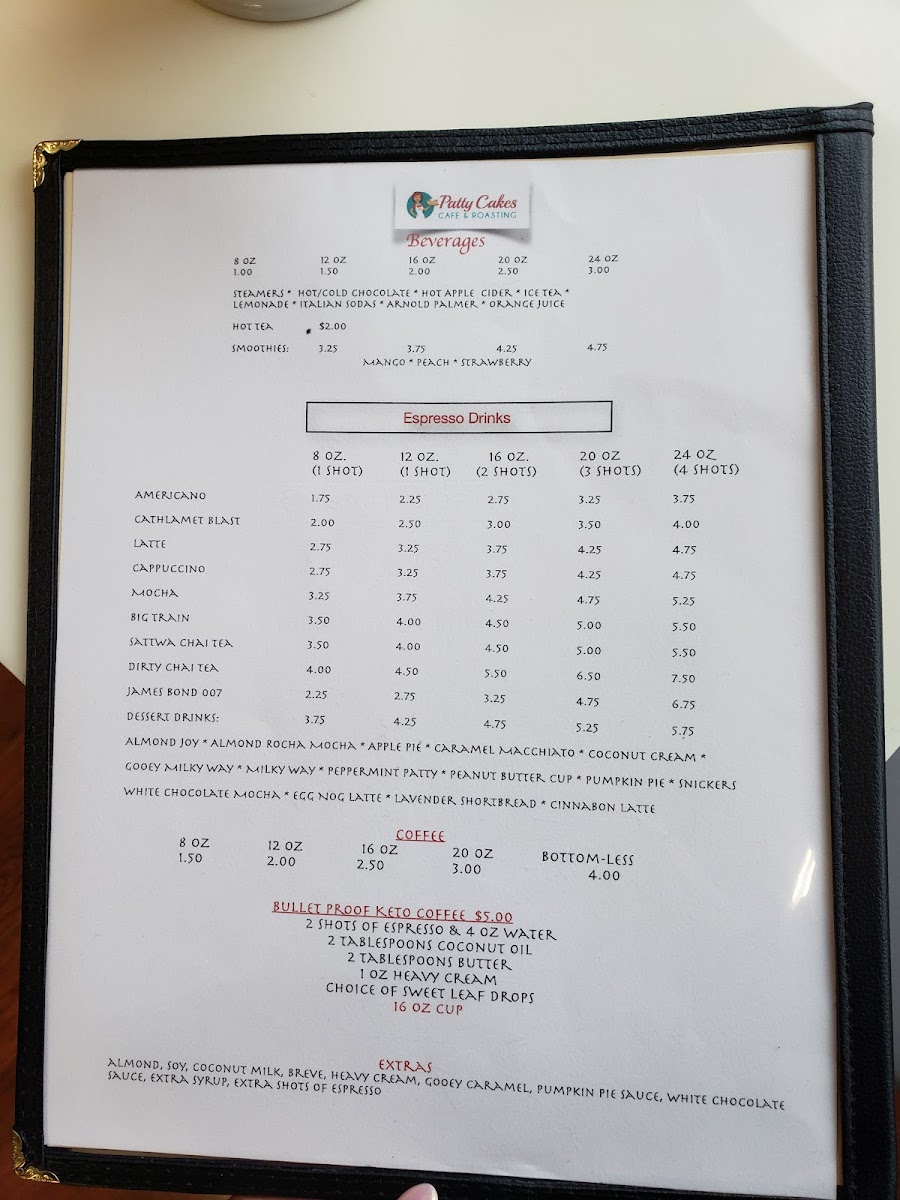 Patty Cakes
CAFE & ROASTING
Beverages
8 OZ 12 OZ 16 OZ 20 OZ 24 OZ
1.00 1.50 2.00 2.50 3.00
STEAMERS * HOT/COLD CHOCOLATE * HOT APPLE CIDER * ICE TEA *
LEMONADE * ITALIAN SODAS * ARNOLD PALMER * ORANGE JUICE
HOT TEA $2.00
SMOOTHIES: 3.25 3.75 4.25 4.75
MANGO * PEACH * STRAWBERRY
Espresso Drinks
8 OZ. 12 OZ. 16 OZ. 20 OZ 24 OZ
(1 SHOT) (1 SHOT) (2 SHOTS) (3 SHOTS) (4 SHOTS)
AMERICANO 1.75 2.25 2.75 3.25 3.75
CATHLAMET BLAST 2.00 2.50 3.00 3.50 4.00
LATTE 2.75 3.25 3.75 4.25 4.75
CAPPUCCINO 2.75 3.25 3.75 4.25 4.75
MOCHA 3.25 3.75 4.25 4.75 5.25
BIG TRAIN 3.50 4.00 4.50 5.00 5.50
SATTWA CHAI TEA 3.50 4.00 4.50 5.00 5.50
DIRTY CHAI TEA 4.00 4.50 5.50 6.50 7.50
JAMES BOND 007 2.25 2.75 3.25 4.75 6.75
DESSERT DRINKS: 3.75 4.25 4.75 5.25 5.75
ALMOND JOY * ALMOND ROCHA MOCHA * APPLE PIE * CARAMEL MACCHIATO * COCONUT CREAM *
GOOEY MILKY WAY * MILKY WAY * PEPPERMINT PATTY * PEANUT BUTTER CUP * PUMPKIN PIE * SNICKERS
WHITE CHOCOLATE MOCHA * EGG NOG LATTE * LAVENDER SHORTBREAD * CINNABON LATTE
COFFEE
8 OZ 12 OZ 16 OZ 20 OZ BOTTOM-LESS
1.50 2.00 2.50 3.00 4.00
BULLET PROOF KETO COFFEE $5.00
2 SHOTS OF ESPRESSO & 4 OZ WATER
2 TABLESPOONS COCONUT OIL
2 TABLESPOONS BUTTER
1 OZ HEAVY CREAM
CHOICE OF SWEET LEAF DROPS
16 OZ CUP
EXTRAS
ALMOND, SOY, COCONUT MILK, BREVE, HEAVY CREAM, GOOEY CARAMEL, PUMPKIN PIE SAUCE, WHITE CHOCOLATE
SAUCE, EXTRA SYRUP, EXTRA SHOTS OF ESPRESSO